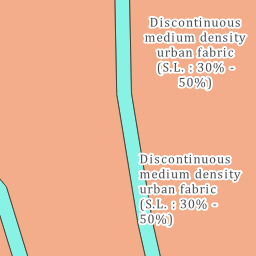 Discontinuous
medium density
urban fabric
(S.L. : 30% -
50%)
Discontinuous
medium density
urban fabric
(S.L. : 30% -
50%)